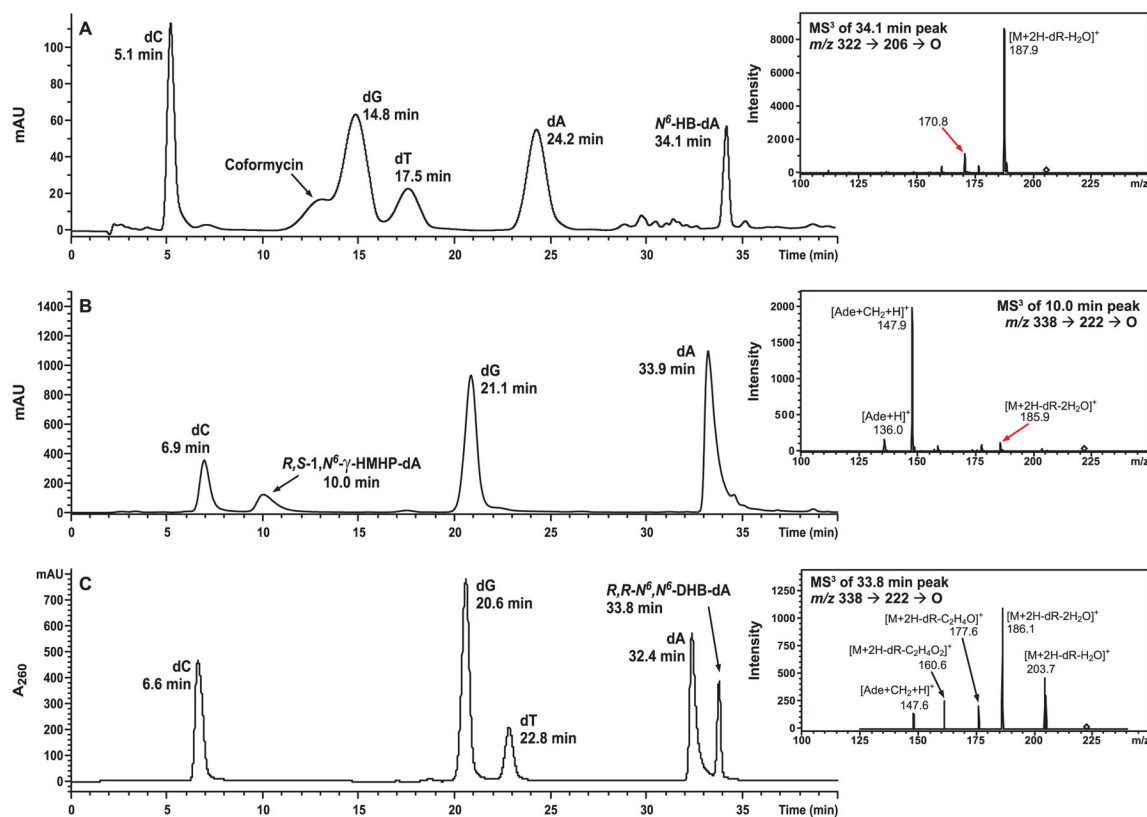 A
dC
5.1 min
Coformycin
dG
14.8 min
dT
17.5 min
dA
24.2 min
N⁶-HB-dA
34.1 min
mAU
100
80
60
40
20
0
0 5 10 15 20 25 30 35 Time (min)
MS³ of 34.1 min peak
m/z 322 → 206 → O
[M+2H-dR-H₂O]⁺
187.9
170.8
Intensity
8000
6000
4000
2000
0
100 125 150 175 200 225 m/z
B
dC
6.9 min
R,S-1,N⁶-γ-HMHP-dA
10.0 min
dG
21.1 min
dA
33.9 min
mAU
1400
1200
1000
800
600
400
200
0
0 5 10 15 20 25 30 35 Time (min)
MS³ of 10.0 min peak
m/z 338 → 222 → O
[Ade+CH₂+H]⁺
147.9
[Ade+H]⁺
136.0
[M+2H-dR-2H₂O]⁺
185.9
Intensity
2000
1500
1000
500
0
100 125 150 175 200 225 m/z
C
dC
6.6 min
dG
20.6 min
dT
22.8 min
dA
32.4 min
R,R-N⁶,N⁶-DHB-dA
33.8 min
A₂₆₀
mAU
700
600
500
400
300
200
100
0
0 5 10 15 20 25 30 35 Time (min)
MS³ of 33.8 min peak
m/z 338 → 222 → O
[M+2H-dR-C₂H₄O]⁺
177.6
[M+2H-dR-C₂H₄O₂]⁺
160.6
[Ade+CH₂+H]⁺
147.6
[M+2H-dR-2H₂O]⁺
186.1
[M+2H-dR-H₂O]⁺
203.7
Intensity
1250
1000
750
500
250
0
100 125 150 175 200 225 m/z